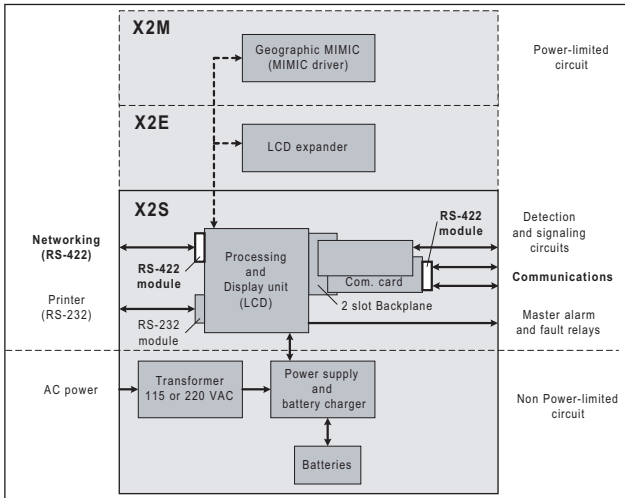 X2M
Geographic MIMIC
(MIMIC driver)
Power-limited
circuit
X2E
LCD expander
X2S
RS-422
module
Detection
and signaling
circuits
Networking
(RS-422)
RS-422
module
Processing
and
Display unit
(LCD)
Com. card
Communications
2 slot Backplane
Printer
(RS-232)
RS-232
module
Master alarm
and fault relays
AC power
Transformer
115 or 220 VAC
Power supply
and
battery charger
Non Power-limited
circuit
Batteries